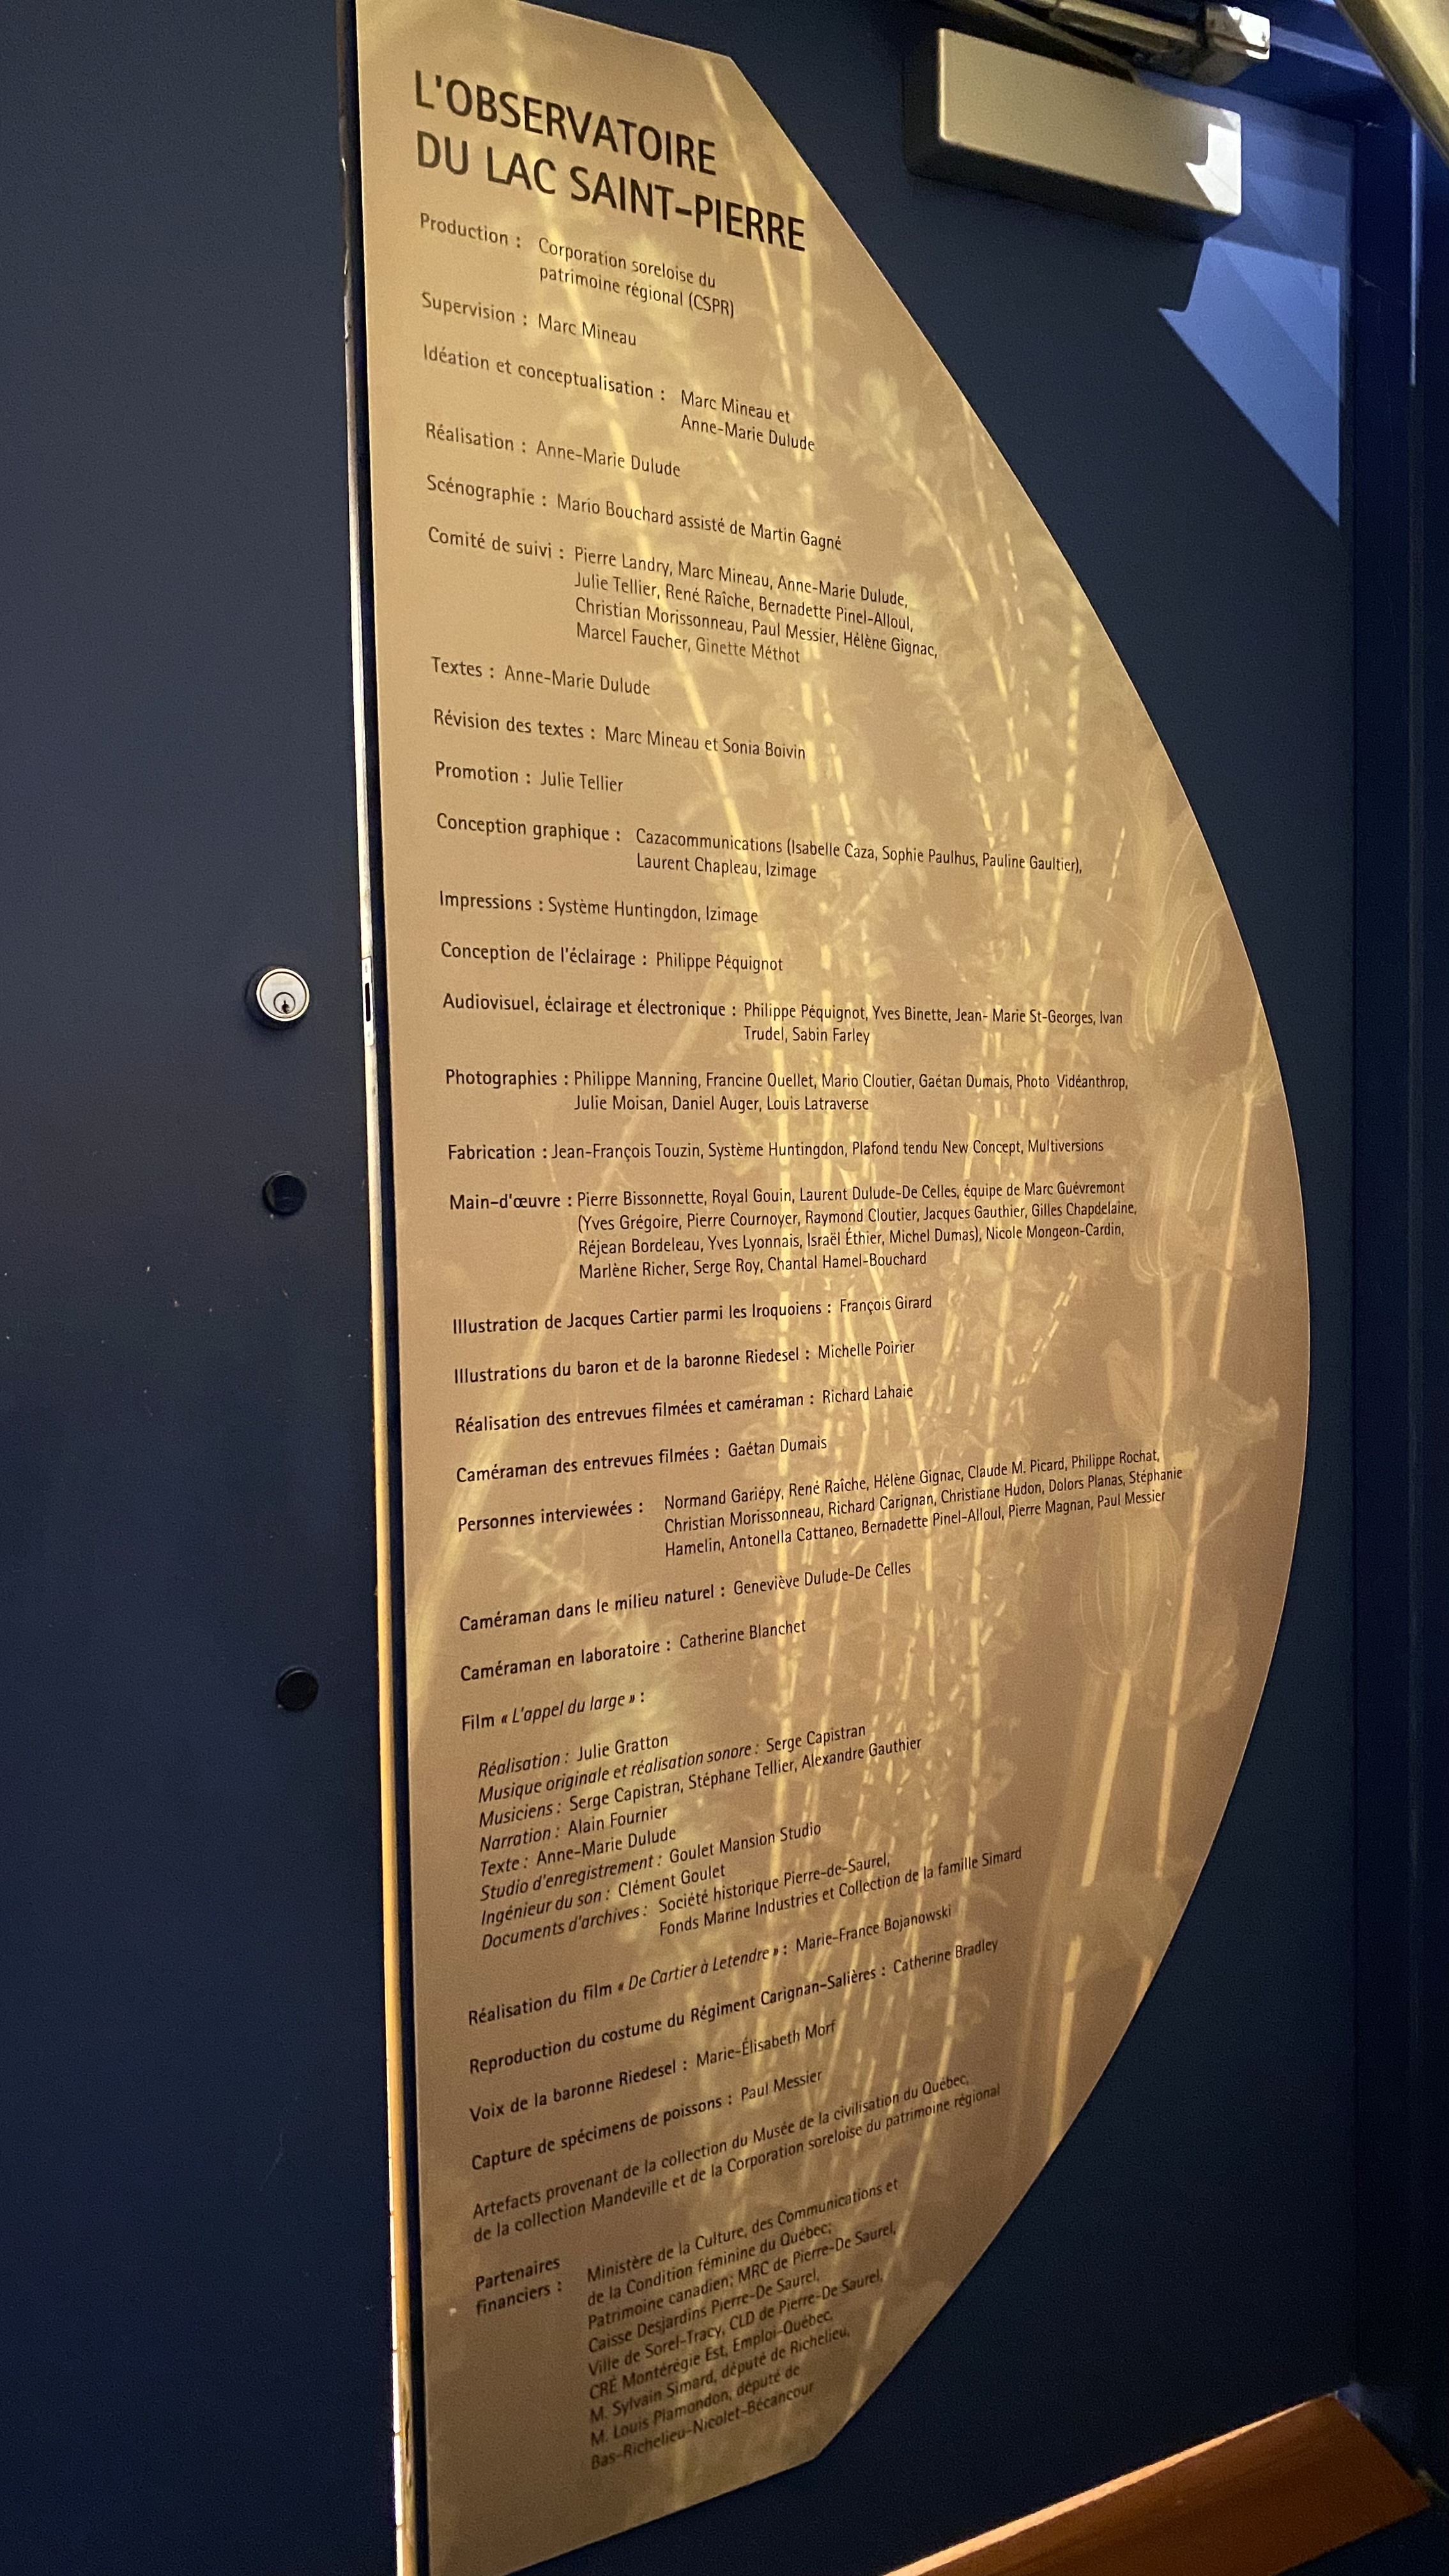 L'OBSERVATOIRE
DU LAC SAINT-PIERRE
Production : Corporation soreloise du
patrimoine régional (CSPR)
Supervision : Marc Mineau
Idéation et conceptualisation : Marc Mineau et
Anne-Marie Dulude
Réalisation : Anne-Marie Dulude
Scénographie : Mario Bouchard assisté de Martin Gagné
Comité de suivi : Pierre Landry, Marc Mineau, Anne-Marie Dulude,
Julie Tellier, René Raîche, Bernadette Pinel-Alloul,
Christian Morissonneau, Paul Messier, Hélène Gignac,
Marcel Faucher, Ginette Méthot
Textes : Anne-Marie Dulude
Révision des textes : Marc Mineau et Sonia Boivin
Promotion : Julie Tellier
Conception graphique : Cazacommunications (Isabelle Caza, Sophie Paulhus, Pauline Gaultier),
Laurent Chapleau, Izimage
Impressions : Système Huntingdon, Izimage
Conception de l'éclairage : Philippe Péquignot
Audiovisuel, éclairage et électronique : Philippe Péquignot, Yves Binette, Jean- Marie St-Georges, Ivan
Trudel, Sabin Farley
Photographies : Philippe Manning, Francine Ouellet, Mario Cloutier, Gaétan Dumais, Photo Vidéanthrop,
Julie Moisan, Daniel Auger, Louis Latraverse
Fabrication : Jean-François Touzin, Système Huntingdon, Plafond tendu New Concept, Multiversions
Main-d'œuvre : Pierre Bissonnette, Royal Gouin, Laurent Dulude-De Celles, équipe de Marc Guévremont
(Yves Grégoire, Pierre Cournoyer, Raymond Cloutier, Jacques Gauthier, Gilles Chapdelaine,
Réjean Bordeleau, Yves Lyonnais, Israël Éthier, Michel Dumas), Nicole Mongeon-Cardin,
Marlène Richer, Serge Roy, Chantal Hamel-Bouchard
Illustration de Jacques Cartier parmi les Iroquoiens : François Girard
Illustrations du baron et de la baronne Riedesel : Michelle Poirier
Réalisation des entrevues filmées et caméraman : Richard Lahaie
Caméraman des entrevues filmées : Gaétan Dumais
Personnes interviewées : Normand Gariépy, René Raîche, Hélène Gignac, Claude M. Picard, Philippe Rochat,
Christian Morissonneau, Richard Carignan, Christiane Hudon, Dolors Planas, Stéphanie
Hamelin, Antonella Cattaneo, Bernadette Pinel-Alloul, Pierre Magnan, Paul Messier
Caméraman dans le milieu naturel : Geneviève Dulude-De Celles
Caméraman en laboratoire : Catherine Blanchet
Film « L'appel du large » :
Réalisation : Julie Gratton
Musique originale et réalisation sonore : Serge Capistran
Musiciens : Serge Capistran, Stéphane Tellier, Alexandre Gauthier
Narration : Alain Fournier
Texte : Anne-Marie Dulude
Studio d'enregistrement : Goulet Mansion Studio
Ingénieur du son : Clément Goulet
Documents d'archives : Société historique Pierre-de-Saurel,
Fonds Marine Industries et Collection de la famille Simard
Réalisation du film « De Cartier à Letendre » : Marie-France Bojanowski
Reproduction du costume du Régiment Carignan-Salières : Catherine Bradley
Voix de la baronne Riedesel : Marie-Élisabeth Morf
Capture de spécimens de poissons : Paul Messier
Artefacts provenant de la collection du Musée de la civilisation du Québec,
de la collection Mandeville et de la Corporation soreloise du patrimoine régional
Partenaires financiers : Ministère de la Culture, des Communications et
de la Condition féminine du Québec;
Patrimoine canadien; MRC de Pierre-De Saurel,
Caisse Desjardins Pierre-De Saurel,
Ville de Sorel-Tracy, CLD de Pierre-De Saurel,
CRÉ Montérégie Est, Emploi-Québec,
M. Sylvain Simard, député de Richelieu,
M. Louis Plamondon, député de
Bas-Richelieu-Nicolet-Bécancour